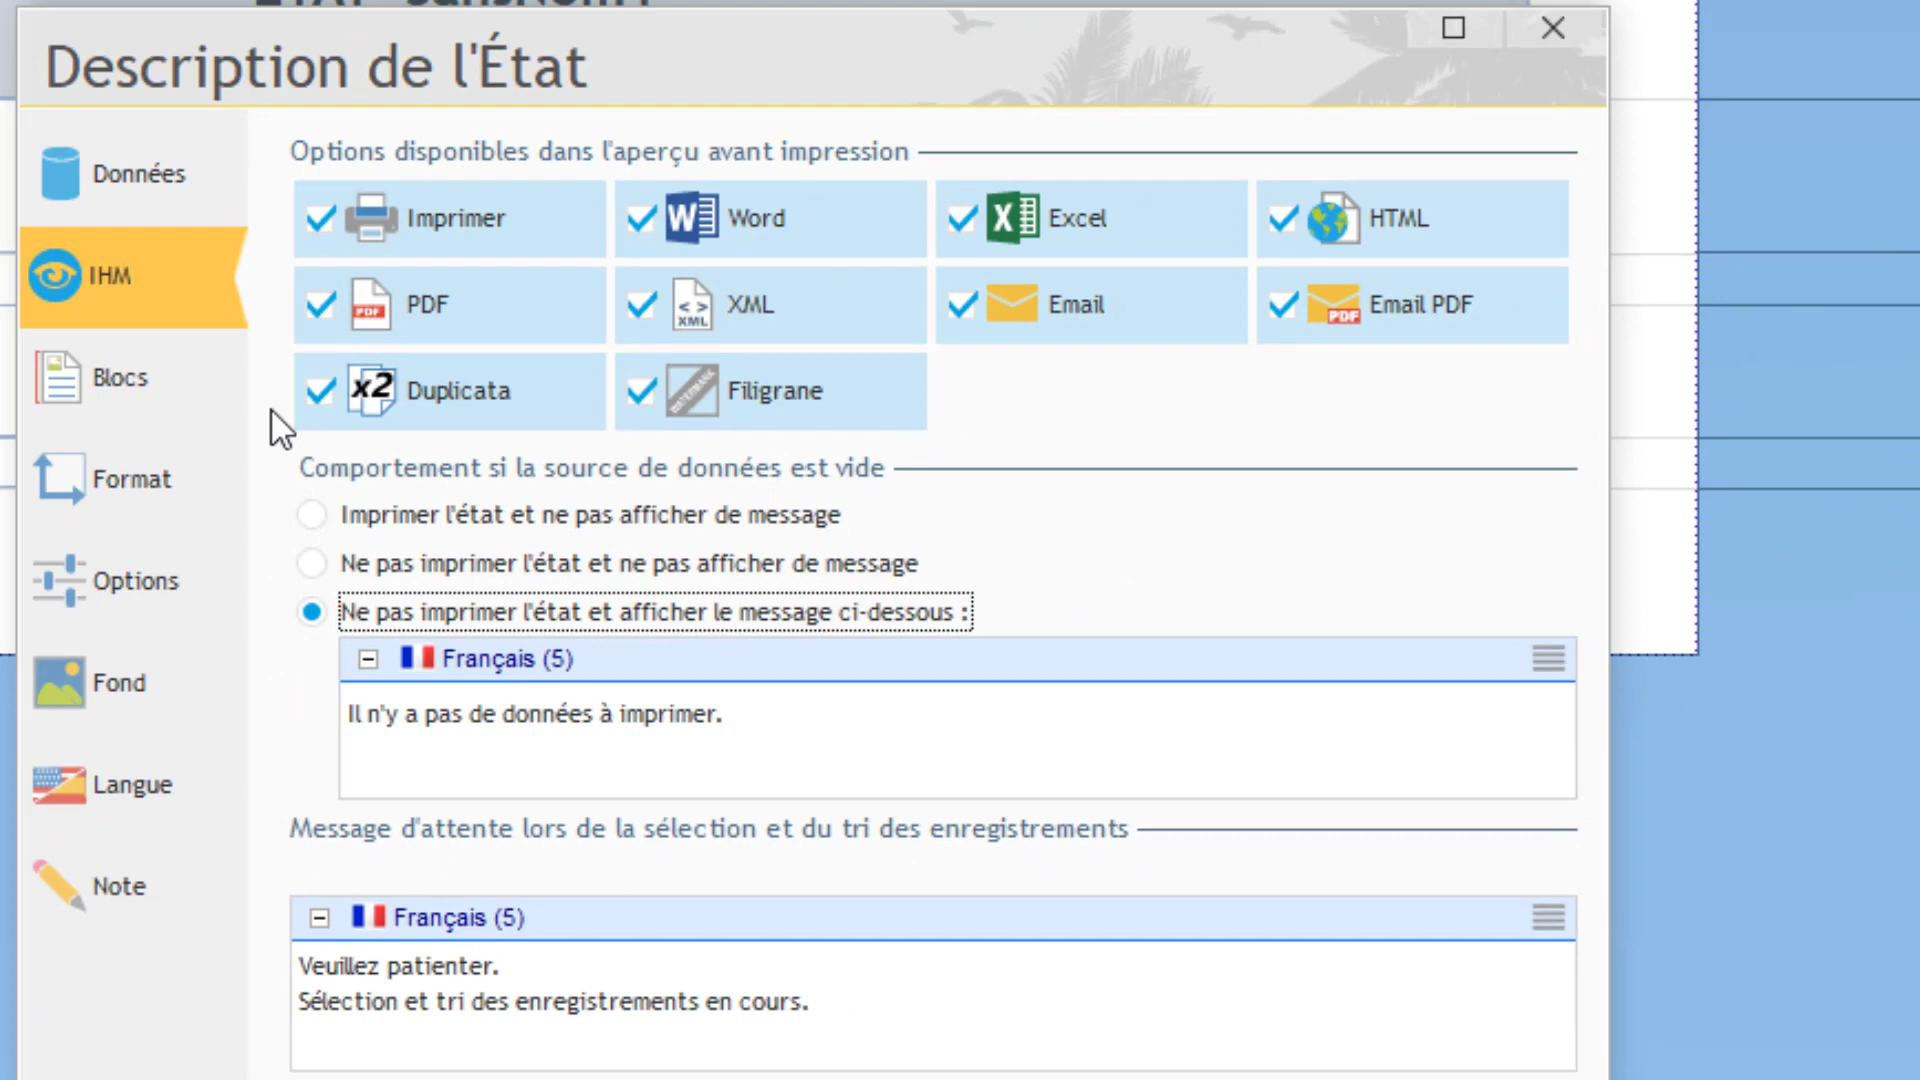 Description de l'État
Données
IHM
Blocs
Format
Options
Fond
Langue
Note
Options disponibles dans l'aperçu avant impression
Imprimer
Word
Excel
HTML
PDF
XML
Email
Email PDF
Duplicata
Filigrane
Comportement si la source de données est vide
Imprimer l'état et ne pas afficher de message
Ne pas imprimer l'état et ne pas afficher de message
Ne pas imprimer l'état et afficher le message ci-dessous :
Français (5)
Il n'y a pas de données à imprimer.
Message d'attente lors de la sélection et du tri des enregistrements
Français (5)
Veuillez patienter.
Sélection et tri des enregistrements en cours.